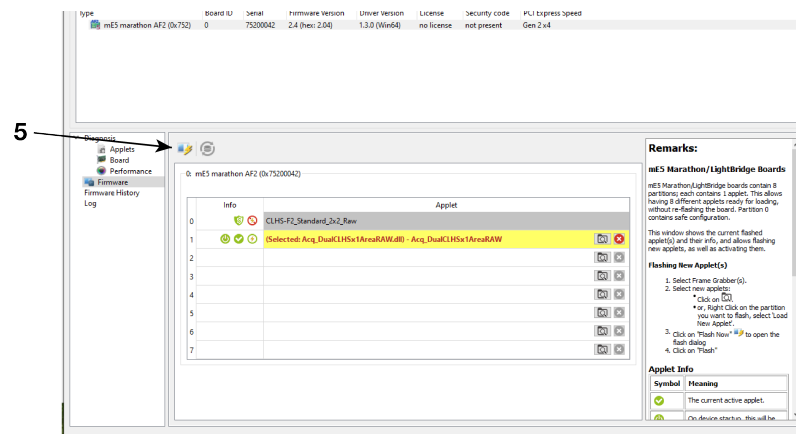 Type Board ID Serial Firmware Version Driver Version License Security code PCI Express Speed
mE5 marathon AF2 (0x752) 0 75200042 2.4 (hex: 2.04) 1.3.0 (Win64) no license not present Gen 2 x4
5
Diagnosis
Applets
Board
Performance
Firmware
Firmware History
Log
0: mE5 marathon AF2 (0x75200042)
Info Applet
0 CLHS-F2_Standard_2x2_Raw
1 (Selected: Acq_DualCLHSx1AreaRAW.dll) - Acq_DualCLHSx1AreaRAW
2
3
4
5
6
7
Remarks:
mE5 Marathon/LightBridge Boards
mE5 Marathon/LightBridge boards contain 8
partitions; each contains 1 applet. This allows
having 8 different applets ready for loading,
without re-flashing the board. Partition 0
contains safe configuration.
This window shows the current flashed
applet(s) and their info, and allows flashing
new applets, as well as activating them.
Flashing New Applet(s)
1. Select Frame Grabber(s).
2. Select new applets:
• Click on .
• or, Right Click on the partition
you want to flash, select 'Load
New Applet'.
3. Click on "Flash Now" to open the
flash dialog
4. Click on "Flash"
Applet Info
Symbol Meaning
The current active applet.
On device startup, this will be